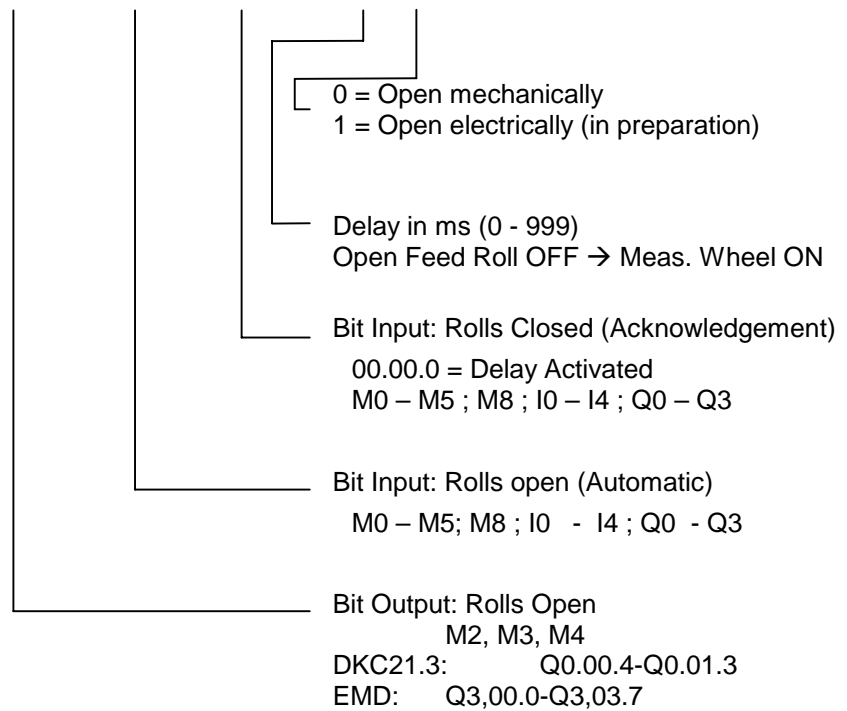 0 = Open mechanically
1 = Open electrically (in preparation)
Delay in ms (0 - 999)
Open Feed Roll OFF → Meas. Wheel ON
Bit Input: Rolls Closed (Acknowledgement)
00.00.0 = Delay Activated
M0 – M5 ; M8 ; I0 – I4 ; Q0 – Q3
Bit Input: Rolls open (Automatic)
M0 – M5; M8 ; I0 - I4 ; Q0 - Q3
Bit Output: Rolls Open
M2, M3, M4
DKC21.3: Q0.00.4-Q0.01.3
EMD: Q3,00.0-Q3,03.7